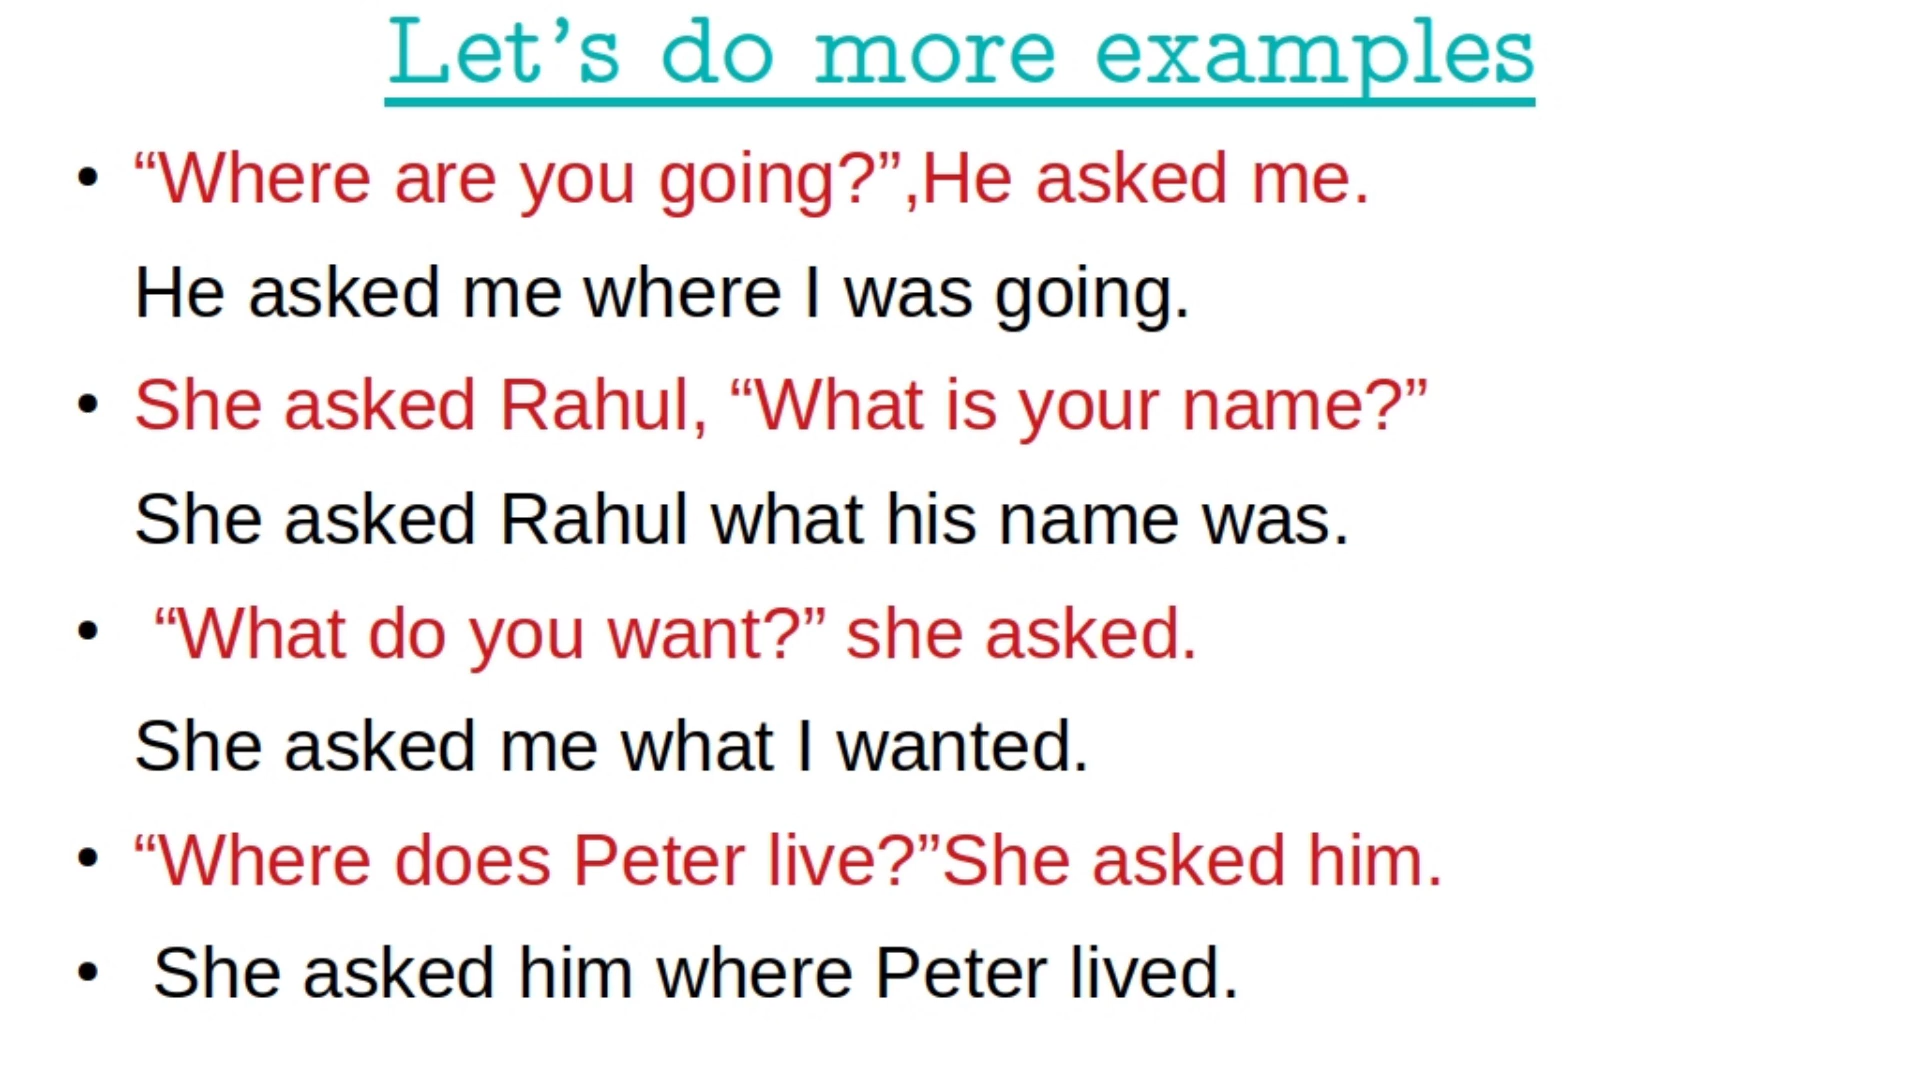 Let’s do more examples
• “Where are you going?”,He asked me.
He asked me where I was going.
• She asked Rahul, “What is your name?”
She asked Rahul what his name was.
• “What do you want?” she asked.
She asked me what I wanted.
• “Where does Peter live?”She asked him.
• She asked him where Peter lived.